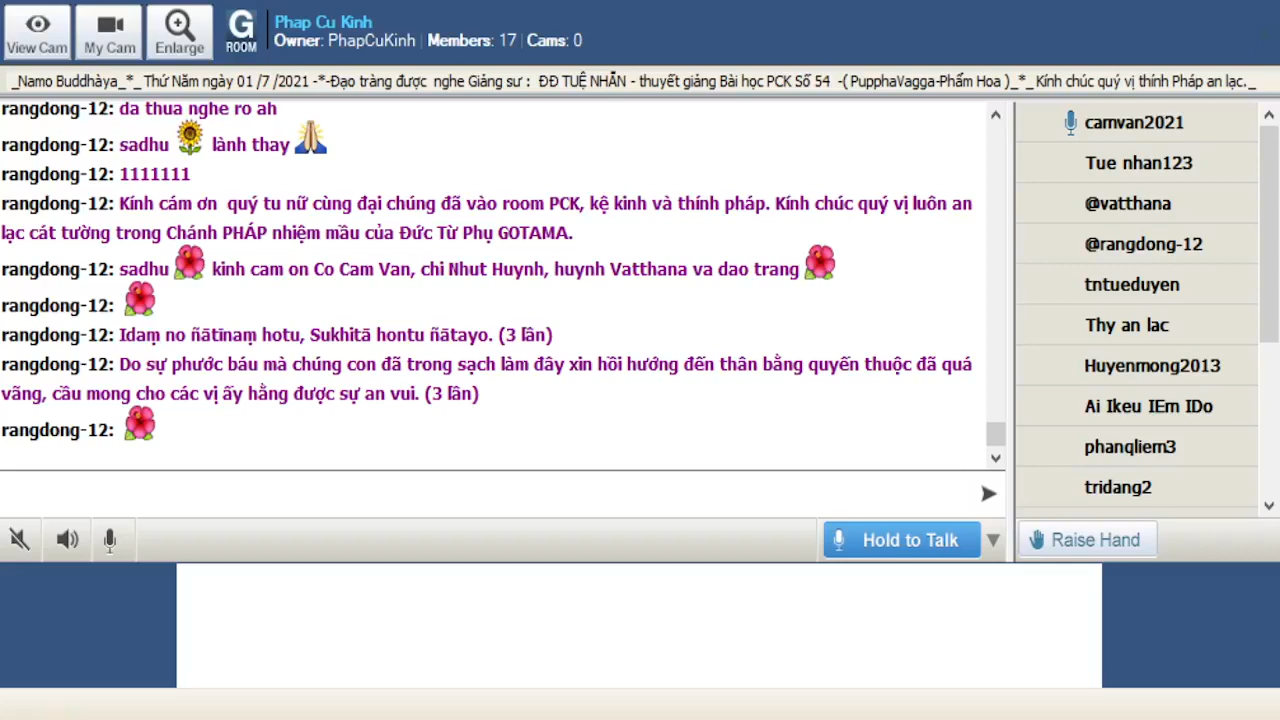 View Cam
My Cam
Enlarge
G
ROOM
Phap Cu Kinh
Owner: PhapCuKinh | Members: 17 | Cams: 0
_Namo Buddhàya_*_ Thứ Năm ngày 01 /7 /2021 -*-Đạo tràng được nghe Giảng sư : ĐĐ TUỆ NHẪN - thuyết giảng Bài học PCK Số 54 -( PupphaVagga-Phẩm Hoa )_*_ Kính chúc quý vị thính Pháp an lạc._
rangdong-12: da thua nghe ro ah
rangdong-12: sadhu lành thay
rangdong-12: 1111111
rangdong-12: Kính cám ơn quý tu nữ cùng đại chúng đã vào room PCK, kệ kinh và thính pháp. Kính chúc quý vị luôn an
lạc cát tường trong Chánh PHÁP nhiệm mầu của Đức Từ Phụ GOTAMA.
rangdong-12: sadhu kinh cam on Co Cam Van, chi Nhut Huynh, huynh Vatthana va dao trang
rangdong-12:
rangdong-12: Idaṃ no ñātīnaṃ hotu, Sukhitā hontu ñātayo. (3 lần)
rangdong-12: Do sự phước báu mà chúng con đã trong sạch làm đây xin hồi hướng đến thân bằng quyến thuộc đã quá
vãng, cầu mong cho các vị ấy hằng được sự an vui. (3 lần)
rangdong-12:
Hold to Talk
camvan2021
Tue nhan123
@vatthana
@rangdong-12
tntueduyen
Thy an lac
Huyenmong2013
Ai Ikeu IEm IDo
phanqliem3
tridang2
Raise Hand